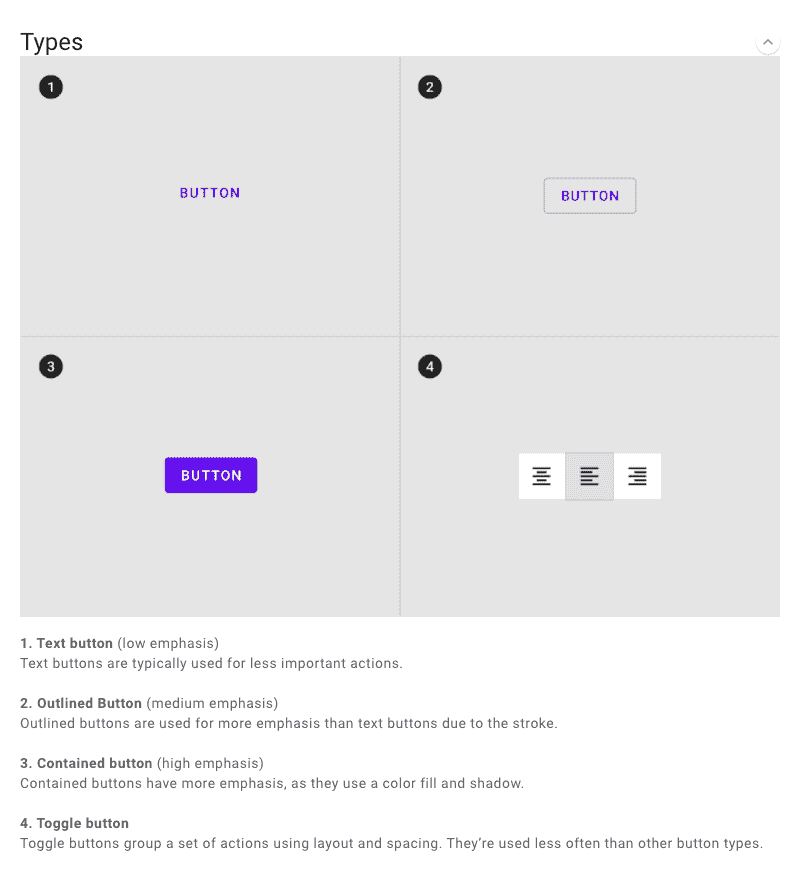 Types
1
2
BUTTON
BUTTON
3
4
BUTTON
1. Text button (low emphasis)
Text buttons are typically used for less important actions.
2. Outlined Button (medium emphasis)
Outlined buttons are used for more emphasis than text buttons due to the stroke.
3. Contained button (high emphasis)
Contained buttons have more emphasis, as they use a color fill and shadow.
4. Toggle button
Toggle buttons group a set of actions using layout and spacing. They’re used less often than other button types.